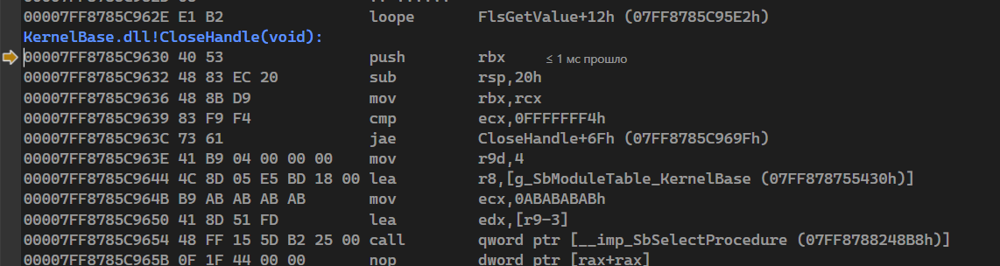 00007FF8785C962E E1 B2 loope FlsGetValue+12h (07FF8785C95E2h)
KernelBase.dll!CloseHandle(void):
00007FF8785C9630 40 53 push rbx ≤ 1 мс прошло
00007FF8785C9632 48 83 EC 20 sub rsp,20h
00007FF8785C9636 48 8B D9 mov rbx,rcx
00007FF8785C9639 83 F9 F4 cmp ecx,0FFFFFFF4h
00007FF8785C963C 73 61 jae CloseHandle+6Fh (07FF8785C969Fh)
00007FF8785C963E 41 B9 04 00 00 00 mov r9d,4
00007FF8785C9644 4C 8D 05 E5 BD 18 00 lea r8,[g_SbModuleTable_KernelBase (07FF878755430h)]
00007FF8785C964B B9 AB AB AB AB mov ecx,0ABABABABh
00007FF8785C9650 41 8D 51 FD lea edx,[r9-3]
00007FF8785C9654 48 FF 15 5D B2 25 00 call qword ptr [__imp_SbSelectProcedure (07FF8788248B8h)]
00007FF8785C965B 0F 1F 44 00 00 nop dword ptr [rax+rax]